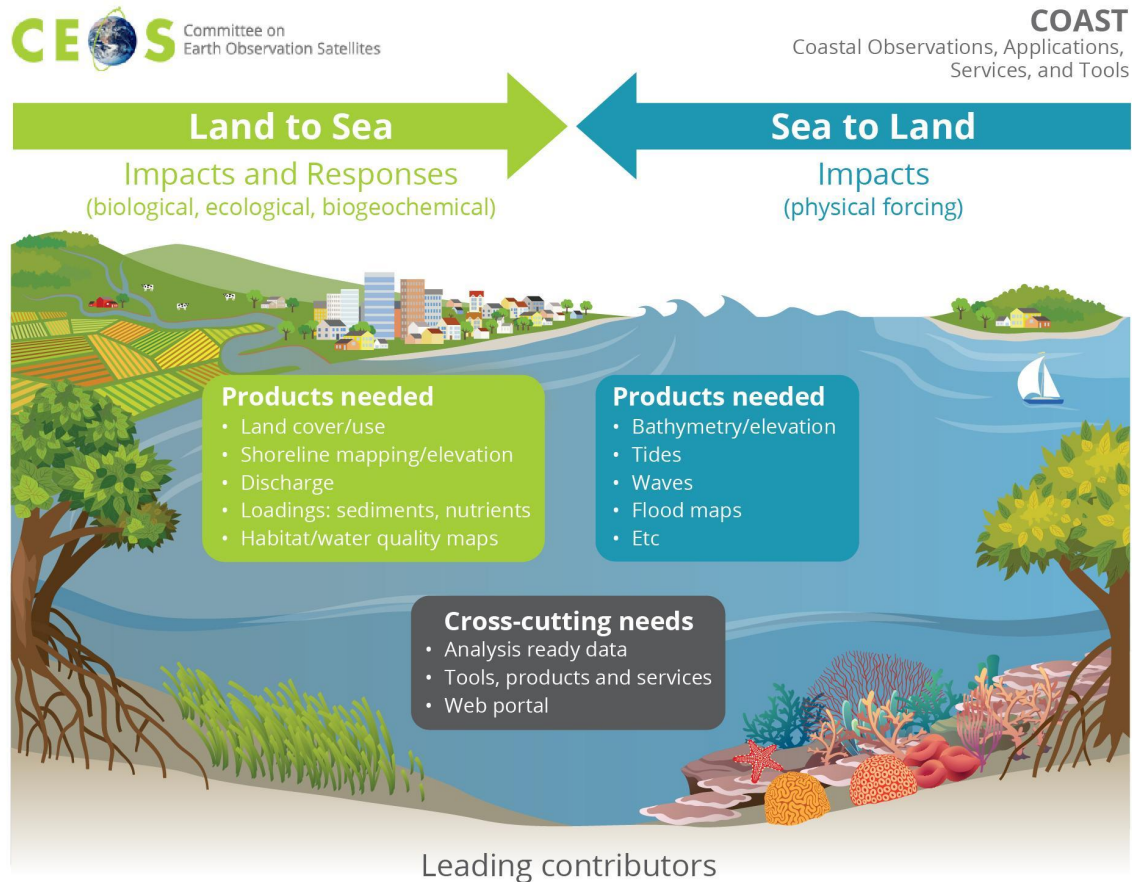 CEOS
Committee on
Earth Observation Satellites
COAST
Coastal Observations, Applications,
Services, and Tools
Land to Sea
Impacts and Responses
(biological, ecological, biogeochemical)
Sea to Land
Impacts
(physical forcing)
Products needed
• Land cover/use
• Shoreline mapping/elevation
• Discharge
• Loadings: sediments, nutrients
• Habitat/water quality maps
Products needed
• Bathymetry/elevation
• Tides
• Waves
• Flood maps
• Etc
Cross-cutting needs
• Analysis ready data
• Tools, products and services
• Web portal
Leading contributors